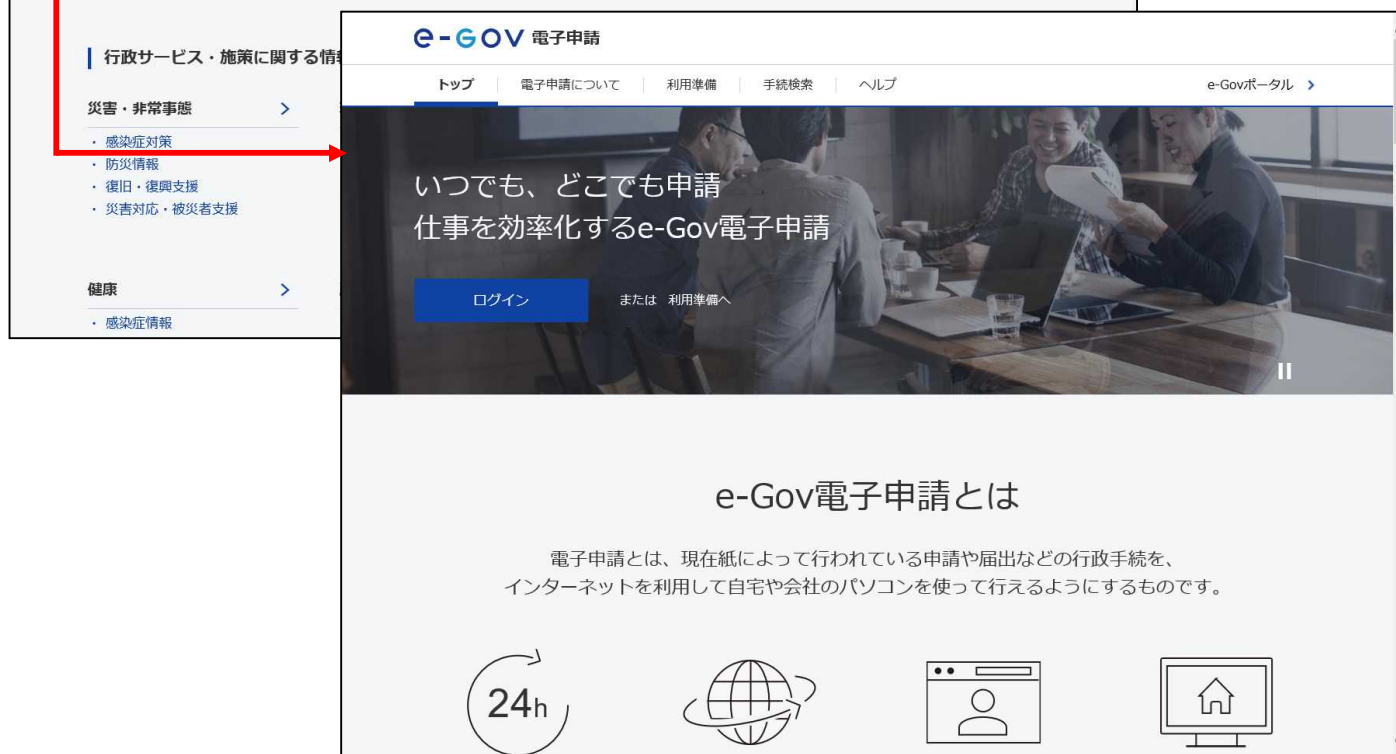 行政サービス・施策に関する情
災害・非常事態
・ 感染症対策
・ 防災情報
・ 復旧・復興支援
・ 災害対応・被災者支援
健康
・ 感染症情報
e-GOV 電子申請
トップ 電子申請について 利用準備 手続検索 ヘルプ e-Govポータル
いつでも、どこでも申請
仕事を効率化するe-Gov電子申請
ログイン または 利用準備へ
e-Gov電子申請とは
電子申請とは、現在紙によって行われている申請や届出などの行政手続を、
インターネットを利用して自宅や会社のパソコンを使って行えるようにするものです。
24h